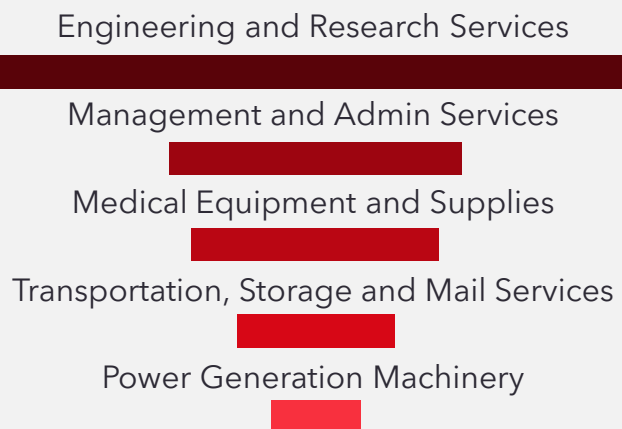 Engineering and Research Services
Management and Admin Services
Medical Equipment and Supplies
Transportation, Storage and Mail Services
Power Generation Machinery